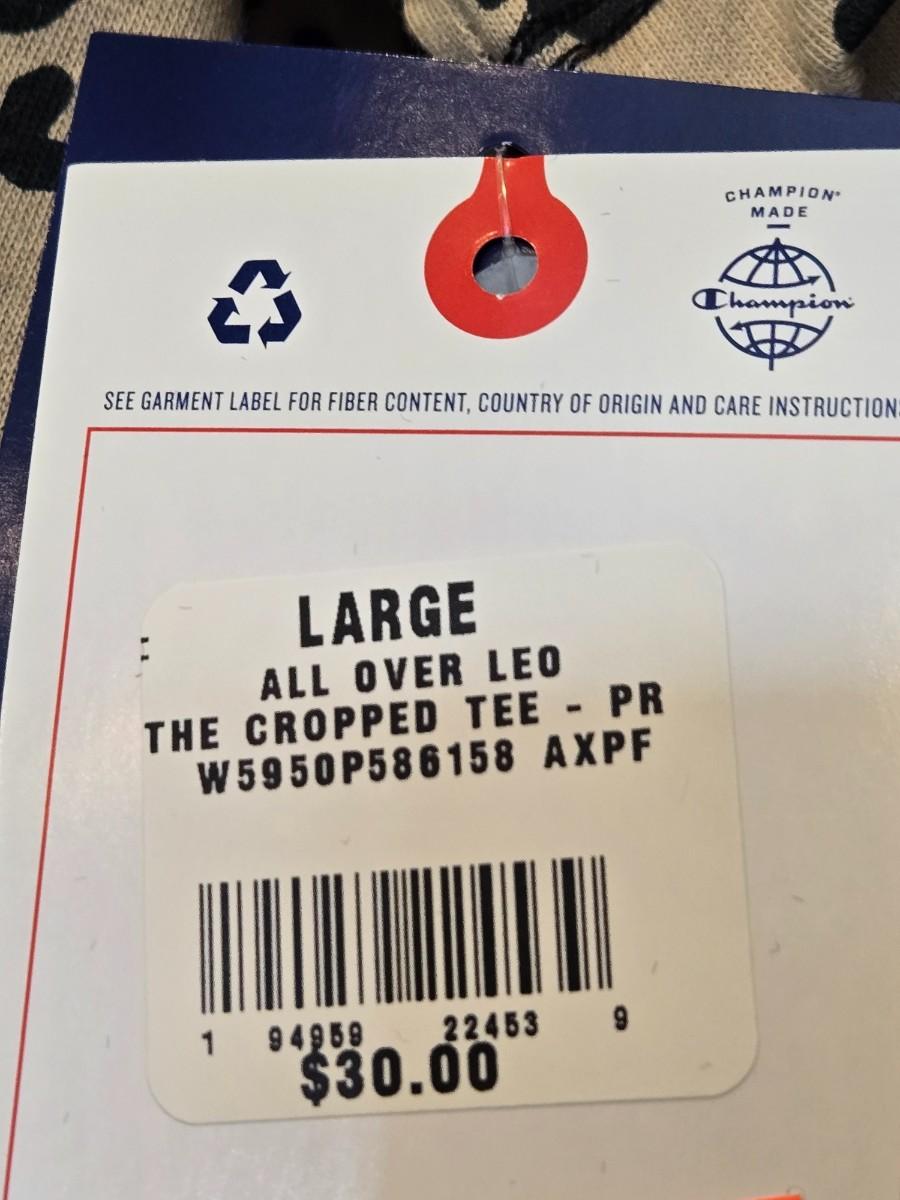 CHAMPION®
MADE
Champion
SEE GARMENT LABEL FOR FIBER CONTENT, COUNTRY OF ORIGIN AND CARE INSTRUCTIONS
LARGE
ALL OVER LEO
THE CROPPED TEE - PR
W5950P586158 AXPF
1 94959 22453 9
$30.00